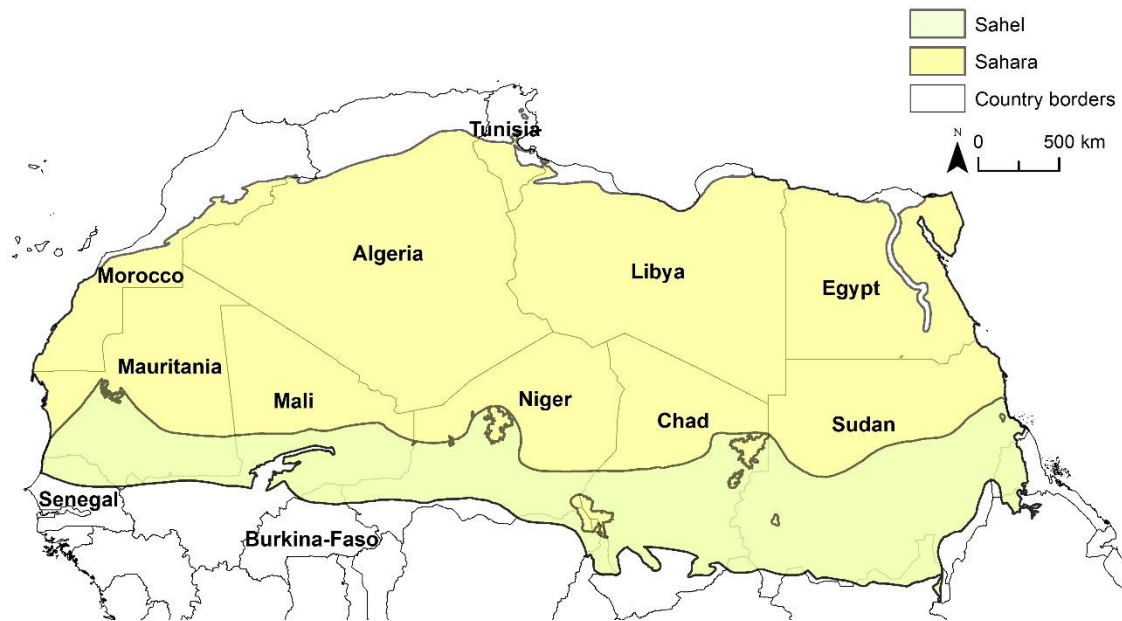 Sahel
Sahara
Country borders
N
0 500 km
Tunisia
Algeria
Libya
Egypt
Morocco
Mauritania
Mali
Niger
Chad
Sudan
Senegal
Burkina-Faso